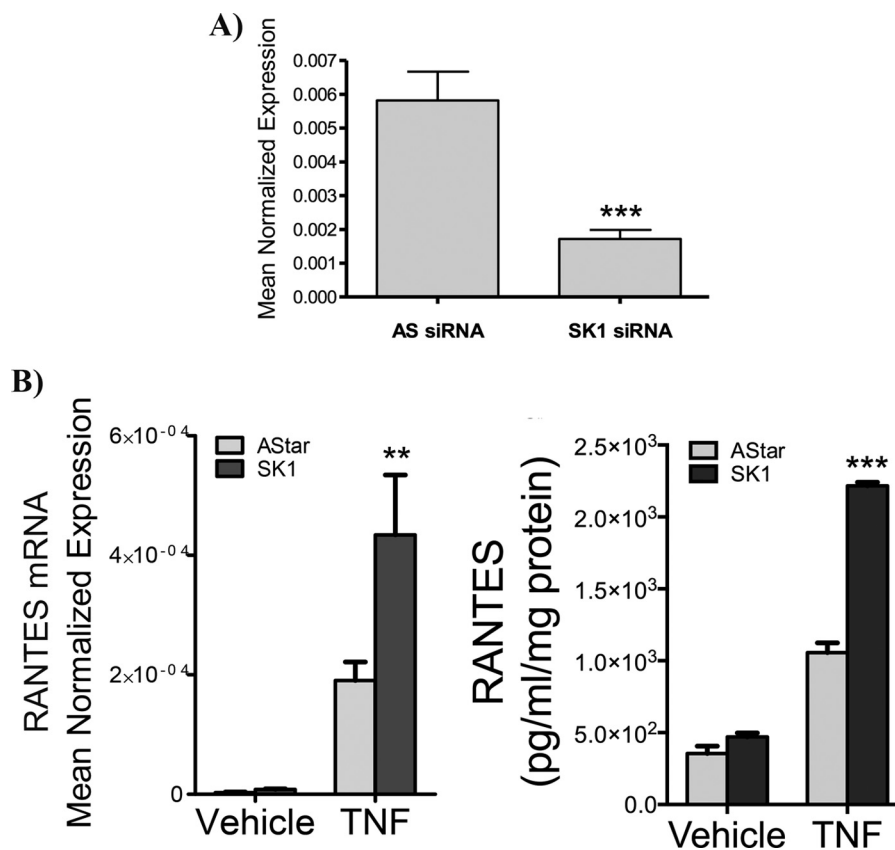 A)
Mean Normalized Expression
0.007
0.006
0.005
0.004
0.003
0.002
0.001
0.000
***
AS siRNA SK1 siRNA
B)
RANTES mRNA
Mean Normalized Expression
6×10⁻⁰⁴
4×10⁻⁰⁴
2×10⁻⁰⁴
0
AStar
SK1
**
Vehicle TNF
RANTES
(pg/ml/mg protein)
2.5×10³
2.0×10³
1.5×10³
1.0×10³
5.0×10²
0.0
AStar
SK1
***
Vehicle TNF